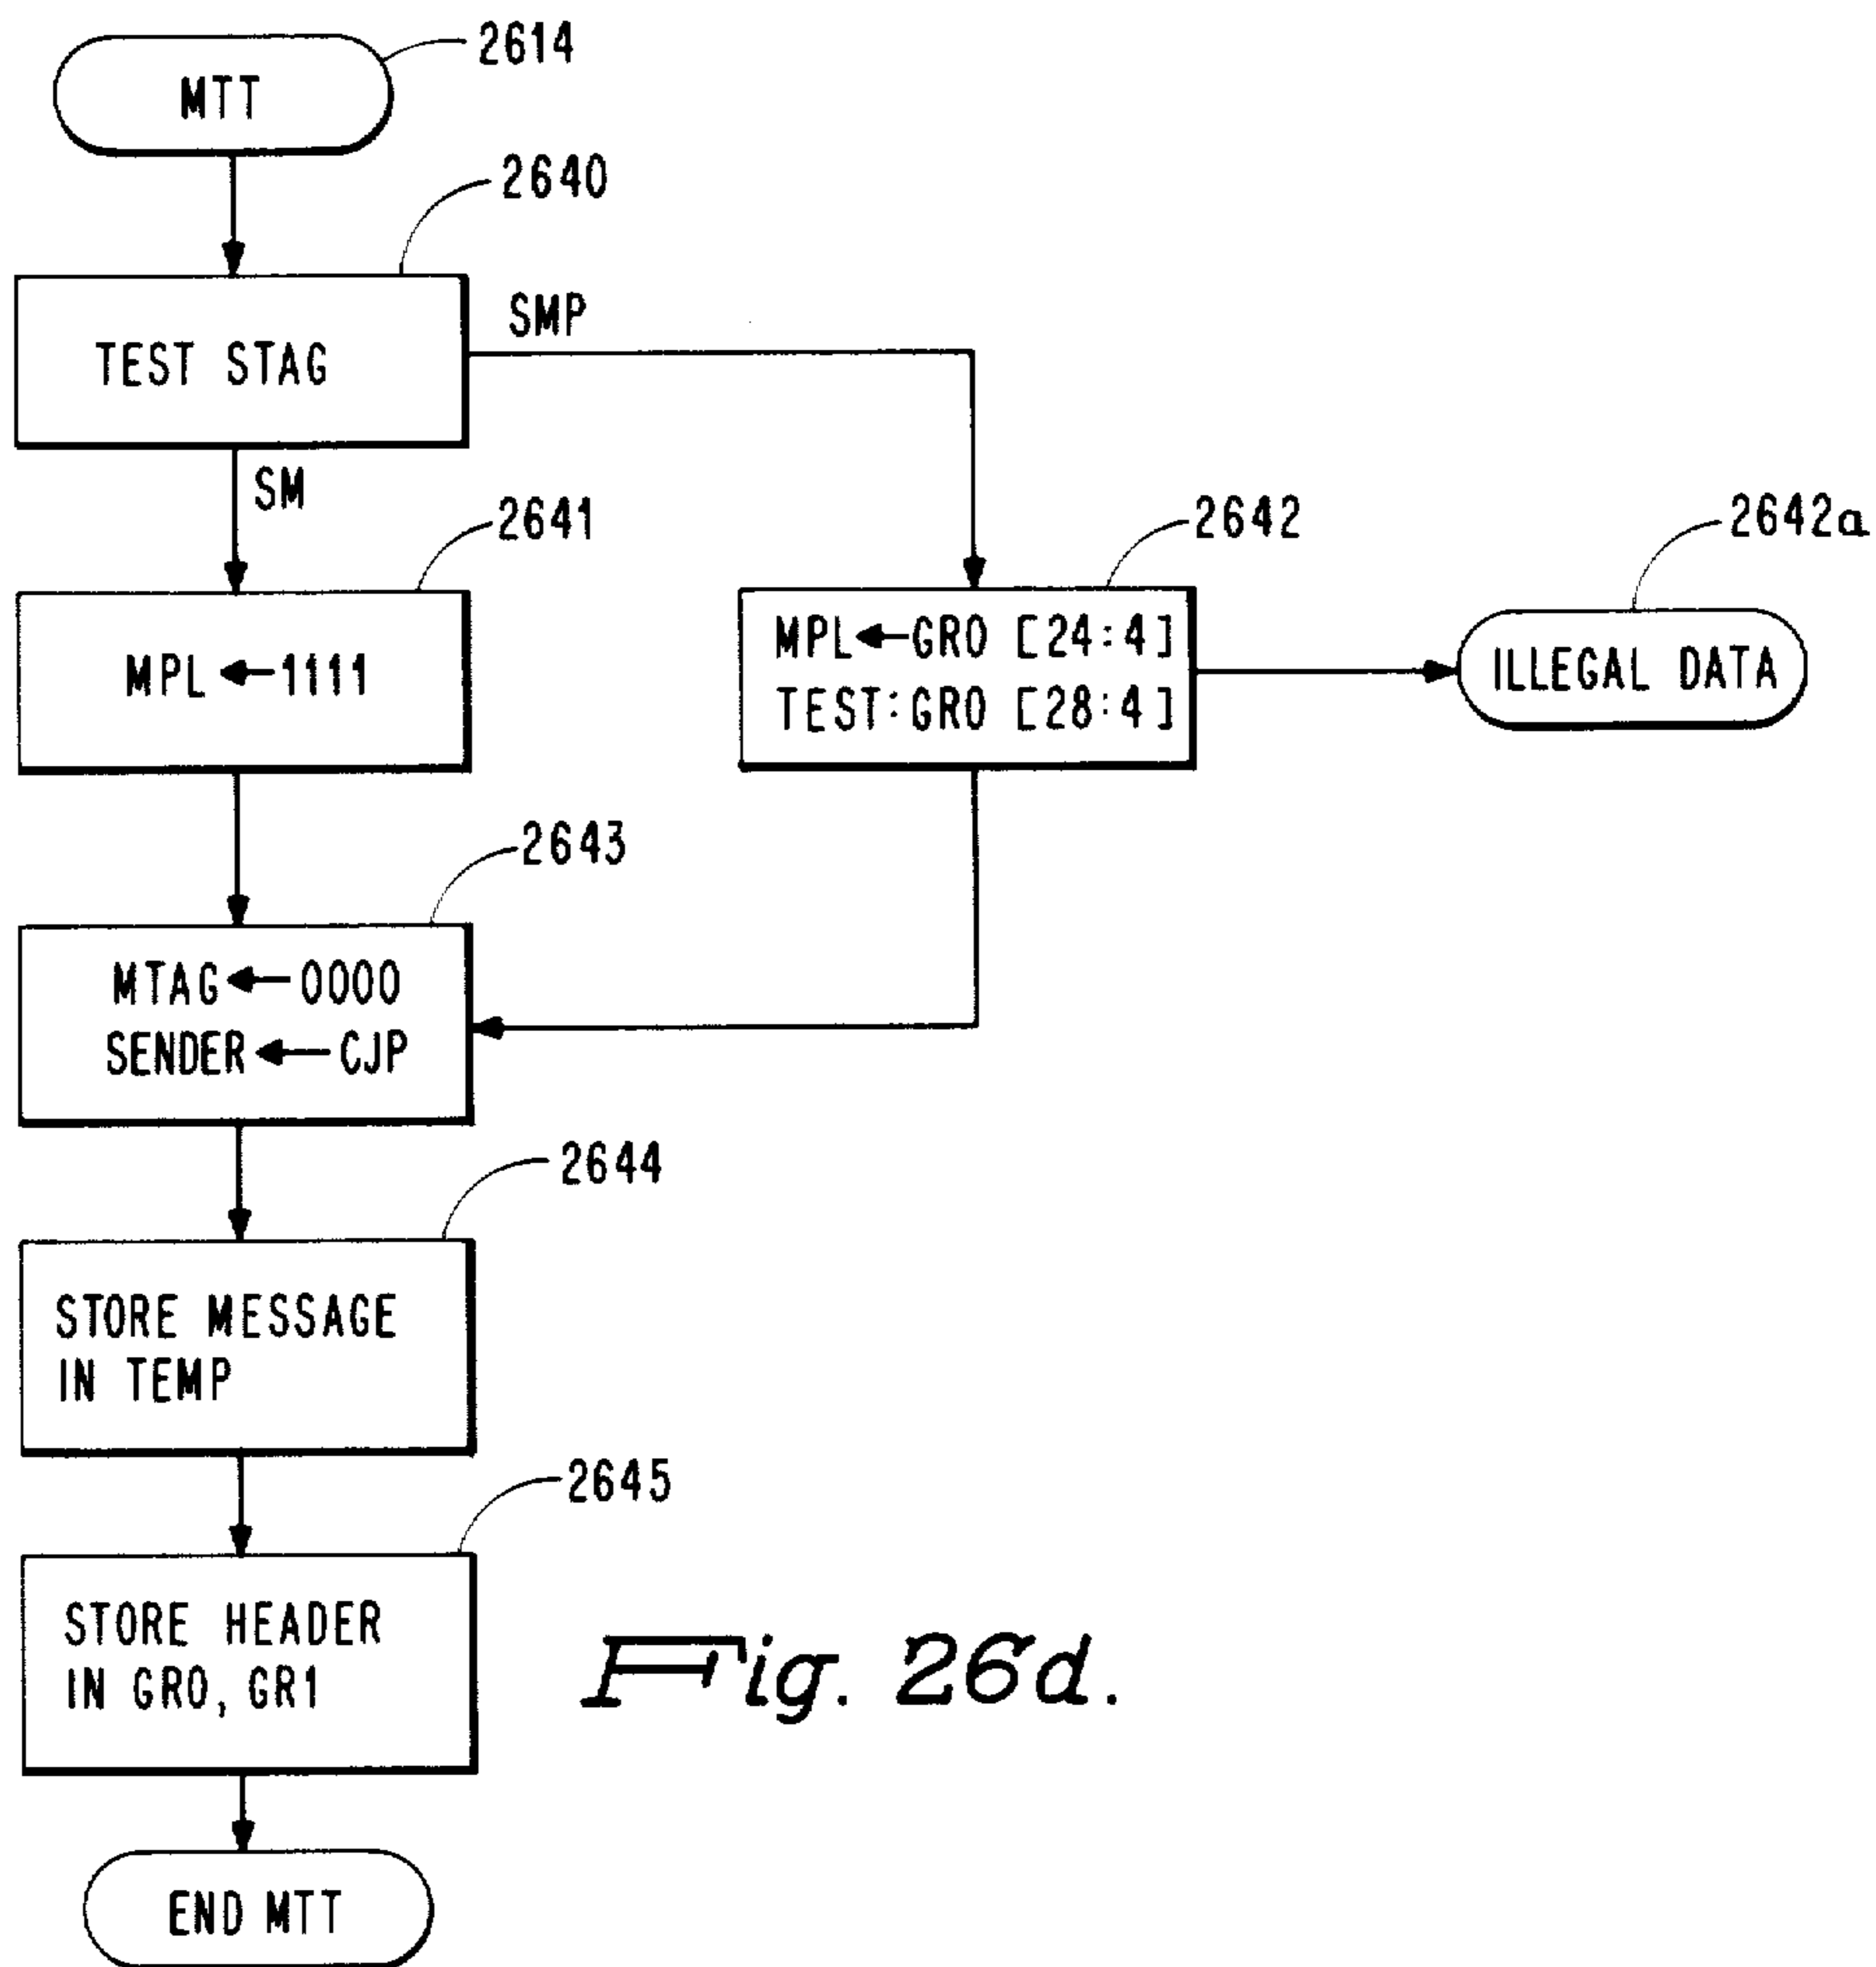 2614
MTT
2640
TEST STAG
SMP
SM
2641
2642
2642a
MPL←1111
MPL←GR0 [24:4]
TEST:GR0 [28:4]
ILLEGAL DATA
2643
MTAG←0000
SENDER←CJP
2644
STORE MESSAGE
IN TEMP
2645
STORE HEADER
IN GR0, GR1
Fig. 26d.
END MTT